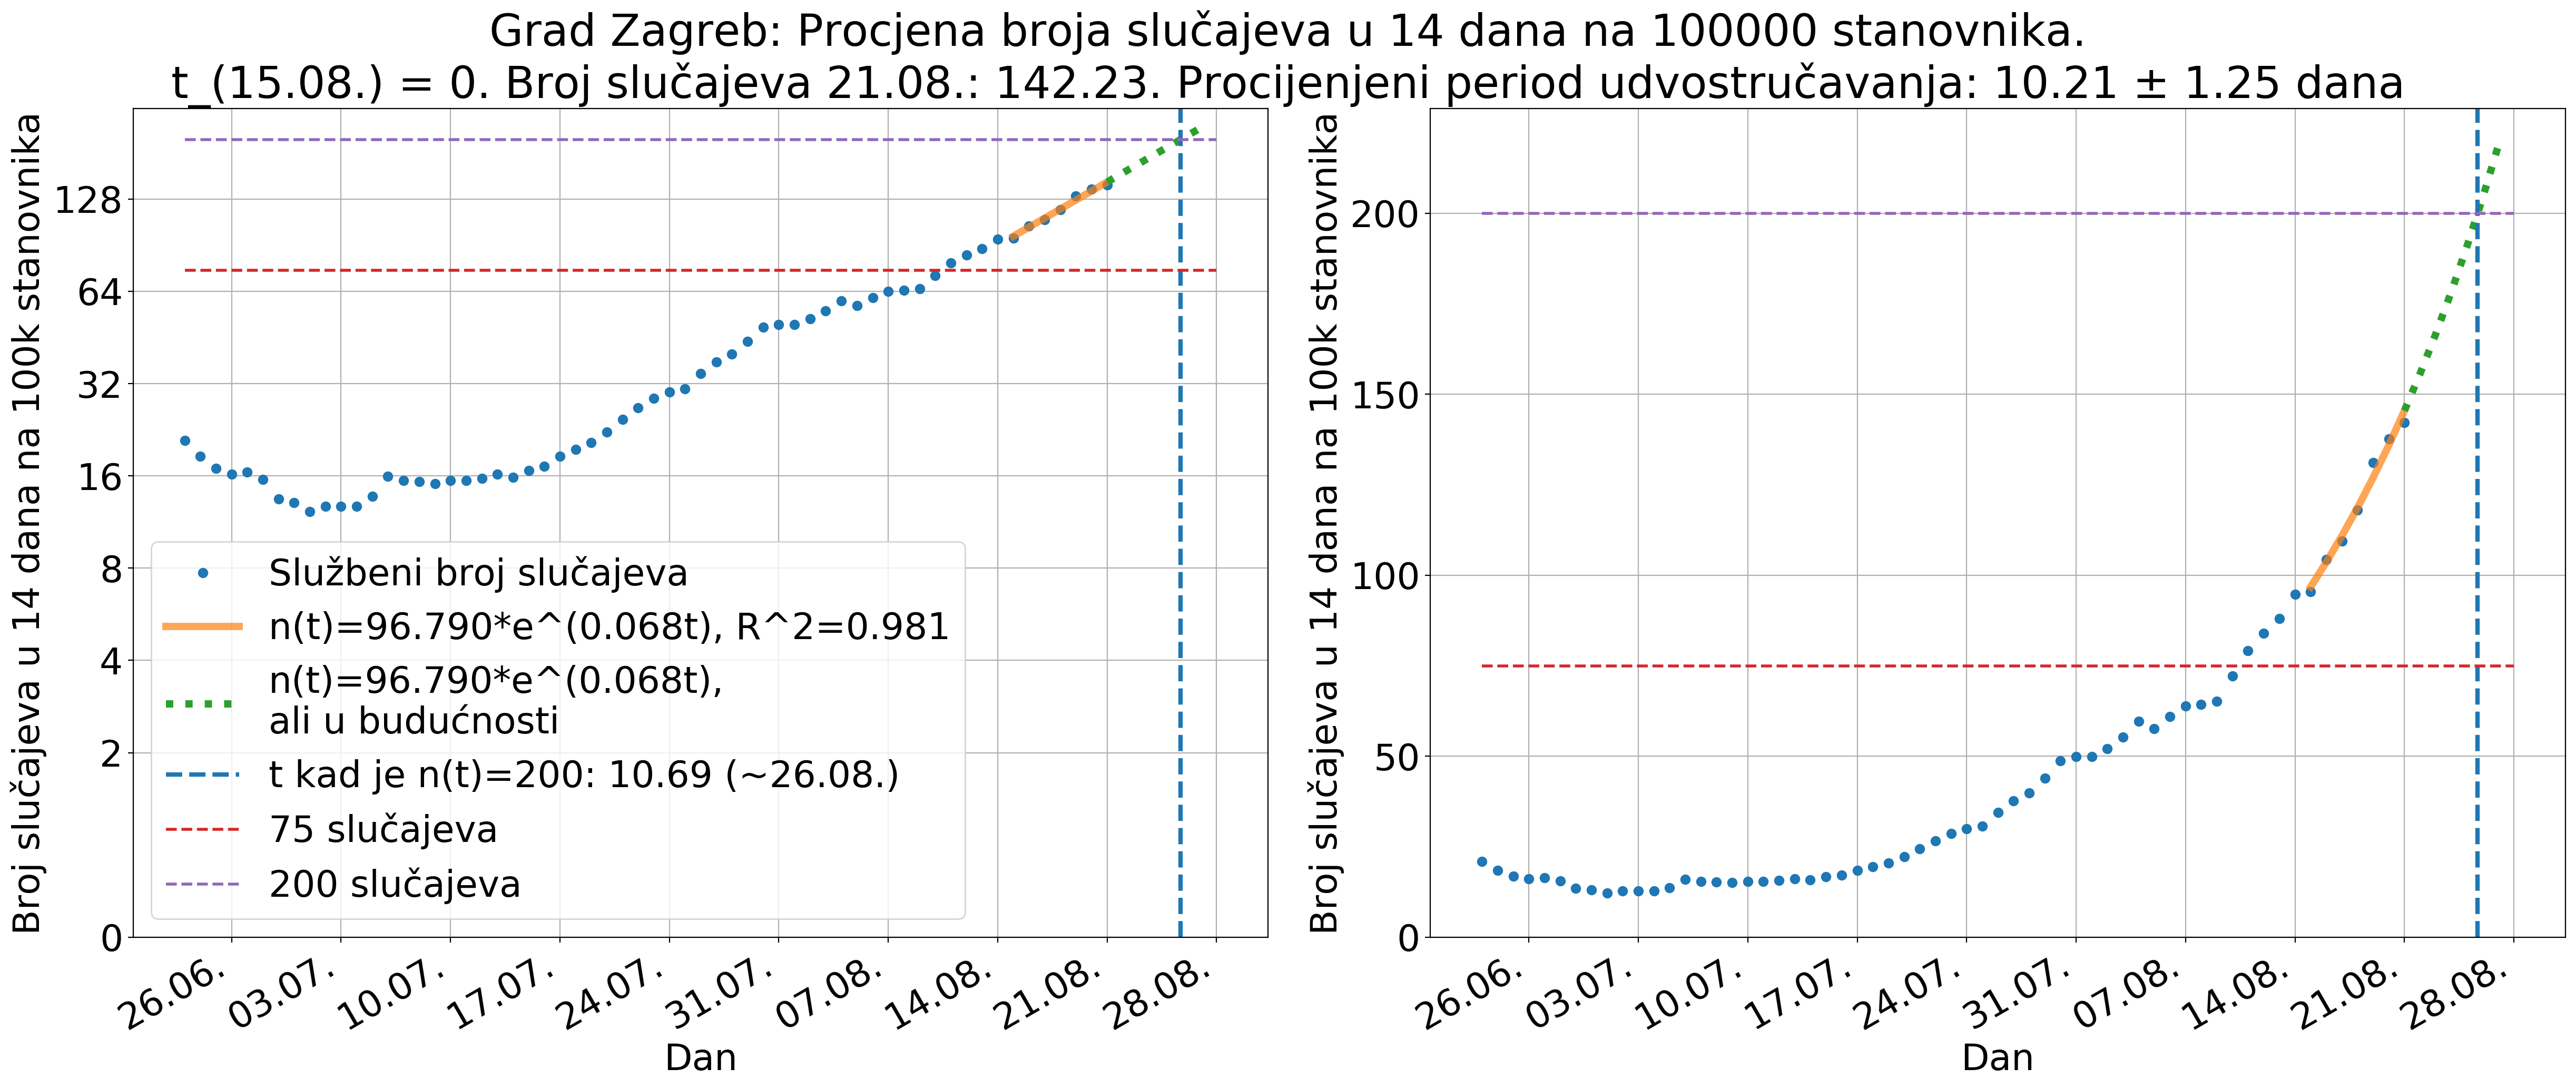 Grad Zagreb: Procjena broja slučajeva u 14 dana na 100000 stanovnika.
t_(15.08.) = 0. Broj slučajeva 21.08.: 142.23. Procijenjeni period udvostručavanja: 10.21 ± 1.25 dana
Broj slučajeva u 14 dana na 100k stanovnika
128
64
32
16
8
4
2
0
Službeni broj slučajeva
n(t)=96.790*e^(0.068t), R^2=0.981
n(t)=96.790*e^(0.068t),
ali u budućnosti
t kad je n(t)=200: 10.69 (~26.08.)
75 slučajeva
200 slučajeva
26.06.
03.07.
10.07.
17.07.
24.07.
31.07.
07.08.
14.08.
21.08.
28.08.
Dan
Broj slučajeva u 14 dana na 100k stanovnika
200
150
100
50
0
26.06.
03.07.
10.07.
17.07.
24.07.
31.07.
07.08.
14.08.
21.08.
28.08.
Dan